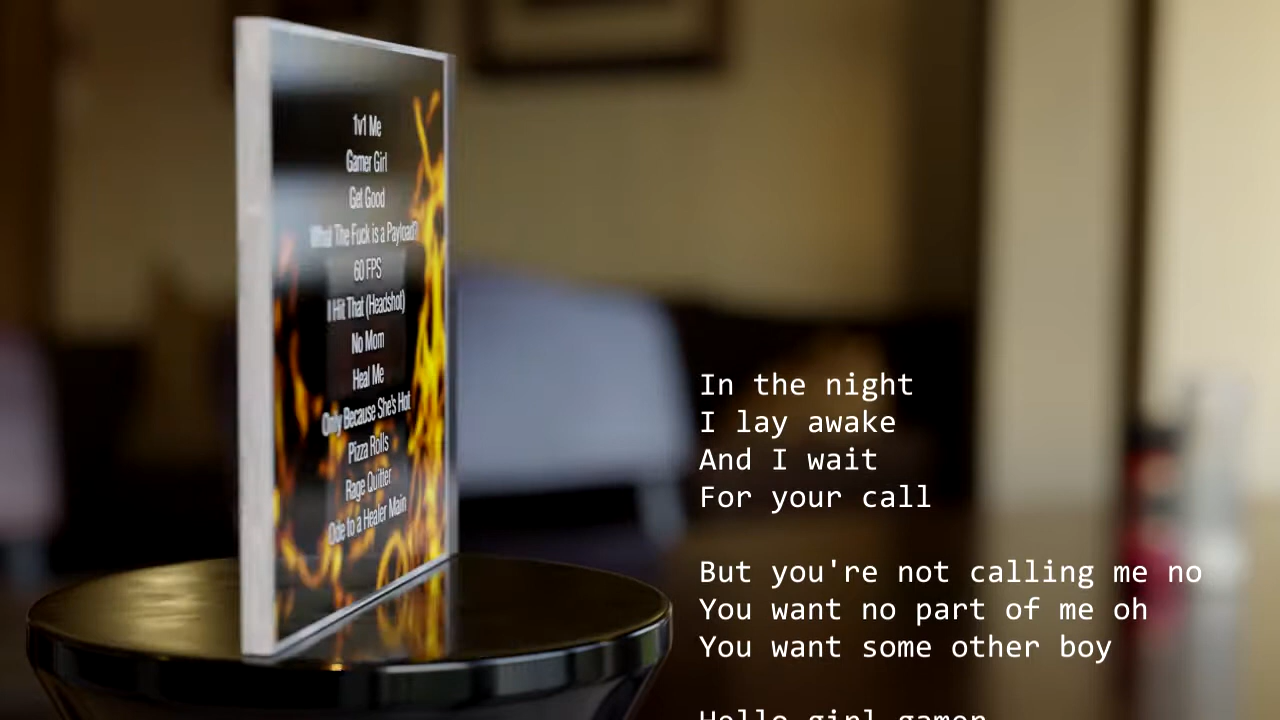 1v1 Me
Gamer Girl
Get Good
What The Fuck is a Payload?
60 FPS
I Hit That (Headshot)
No Mom
Heal Me
Only Because She's Hot
Pizza Rolls
Rage Quitter
Ode to a Healer Main
In the night
I lay awake
And I wait
For your call
But you're not calling me no
You want no part of me oh
You want some other boy
Hello girl gamer